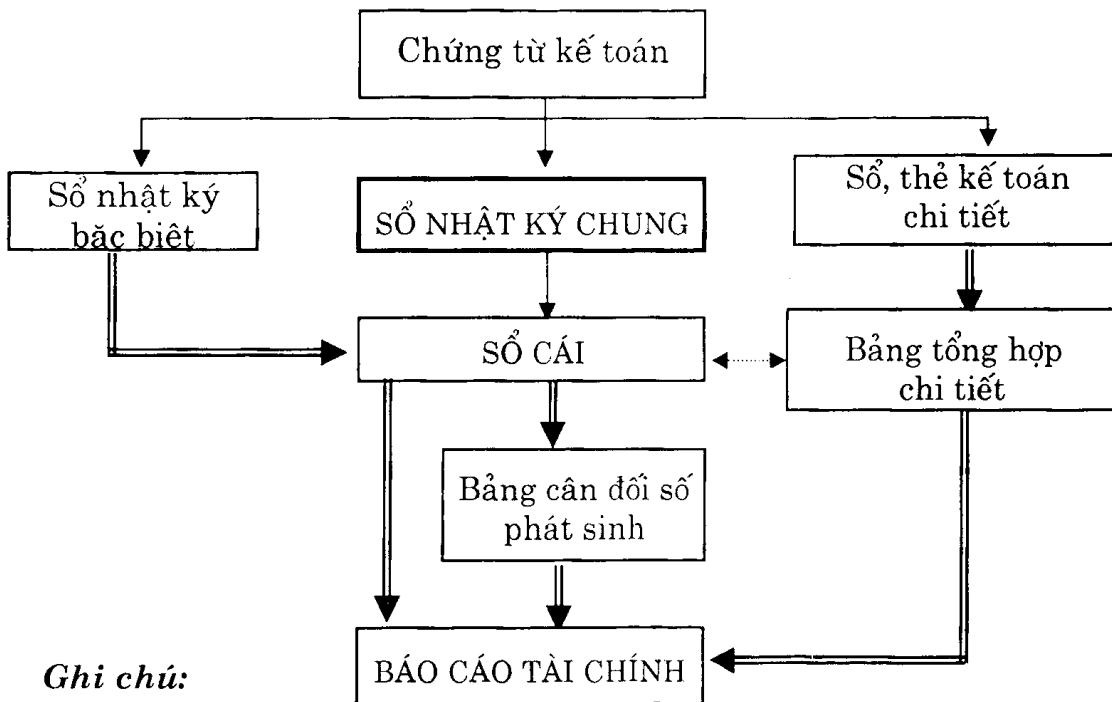 Chứng từ kế toán
Sổ nhật ký
băc biêt
SỔ NHẬT KÝ CHUNG
Sổ, thẻ kế toán
chi tiết
SỔ CÁI
Bảng tổng hợp
chi tiết
Bảng cân đối số
phát sinh
BÁO CÁO TÀI CHÍNH
Ghi chú: